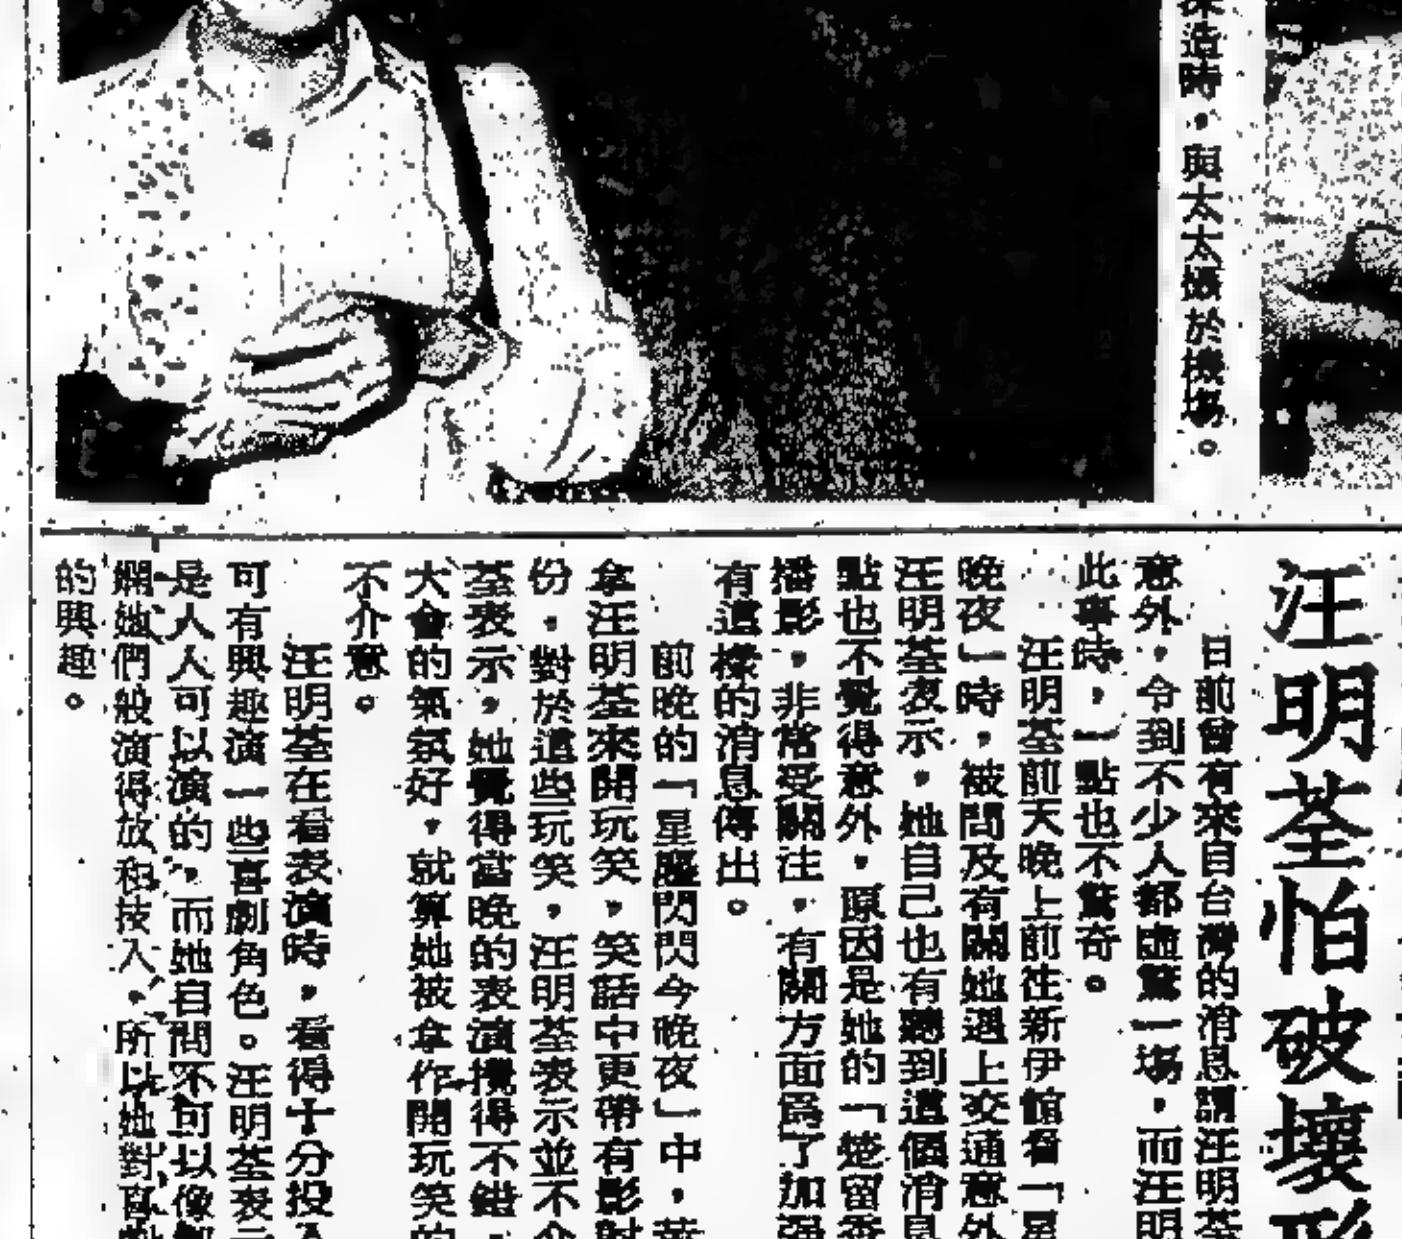 造時，與太太攝於機場。
汪明荃怕破壞
日前曾有來自台灣的消息謂汪明荃
意外，令到不少人都虛驚一場，而汪明
此事時，一點也不驚奇。
汪明荃前天晚上前往新伊館看「星
晚夜」時，被問及有關她遇上交通意外
汪明荃表示，她自己也有聽到這個消息
點也不覺得意外，原因是她的「楚留香
播影，非常受關注，有關方面爲了加强
有這樣的消息傳出。
前晚的「星塵閃閃今晚夜」中，
拿汪明荃來開玩笑，笑話中更帶有影射
份，對於這些玩笑，汪明荃表示並不介
荃表示，她覺得當晚的表演攪得不錯，
大會的氣氛好，就算她被拿作開玩笑的
不介意。
汪明荃在看表演時，看得十分投入
可有興趣演一些喜劇角色。汪明荃表示
是人人可以演的，而她自問不可以像
嫻她們般演得放和投入，所以她對喜
的興趣。